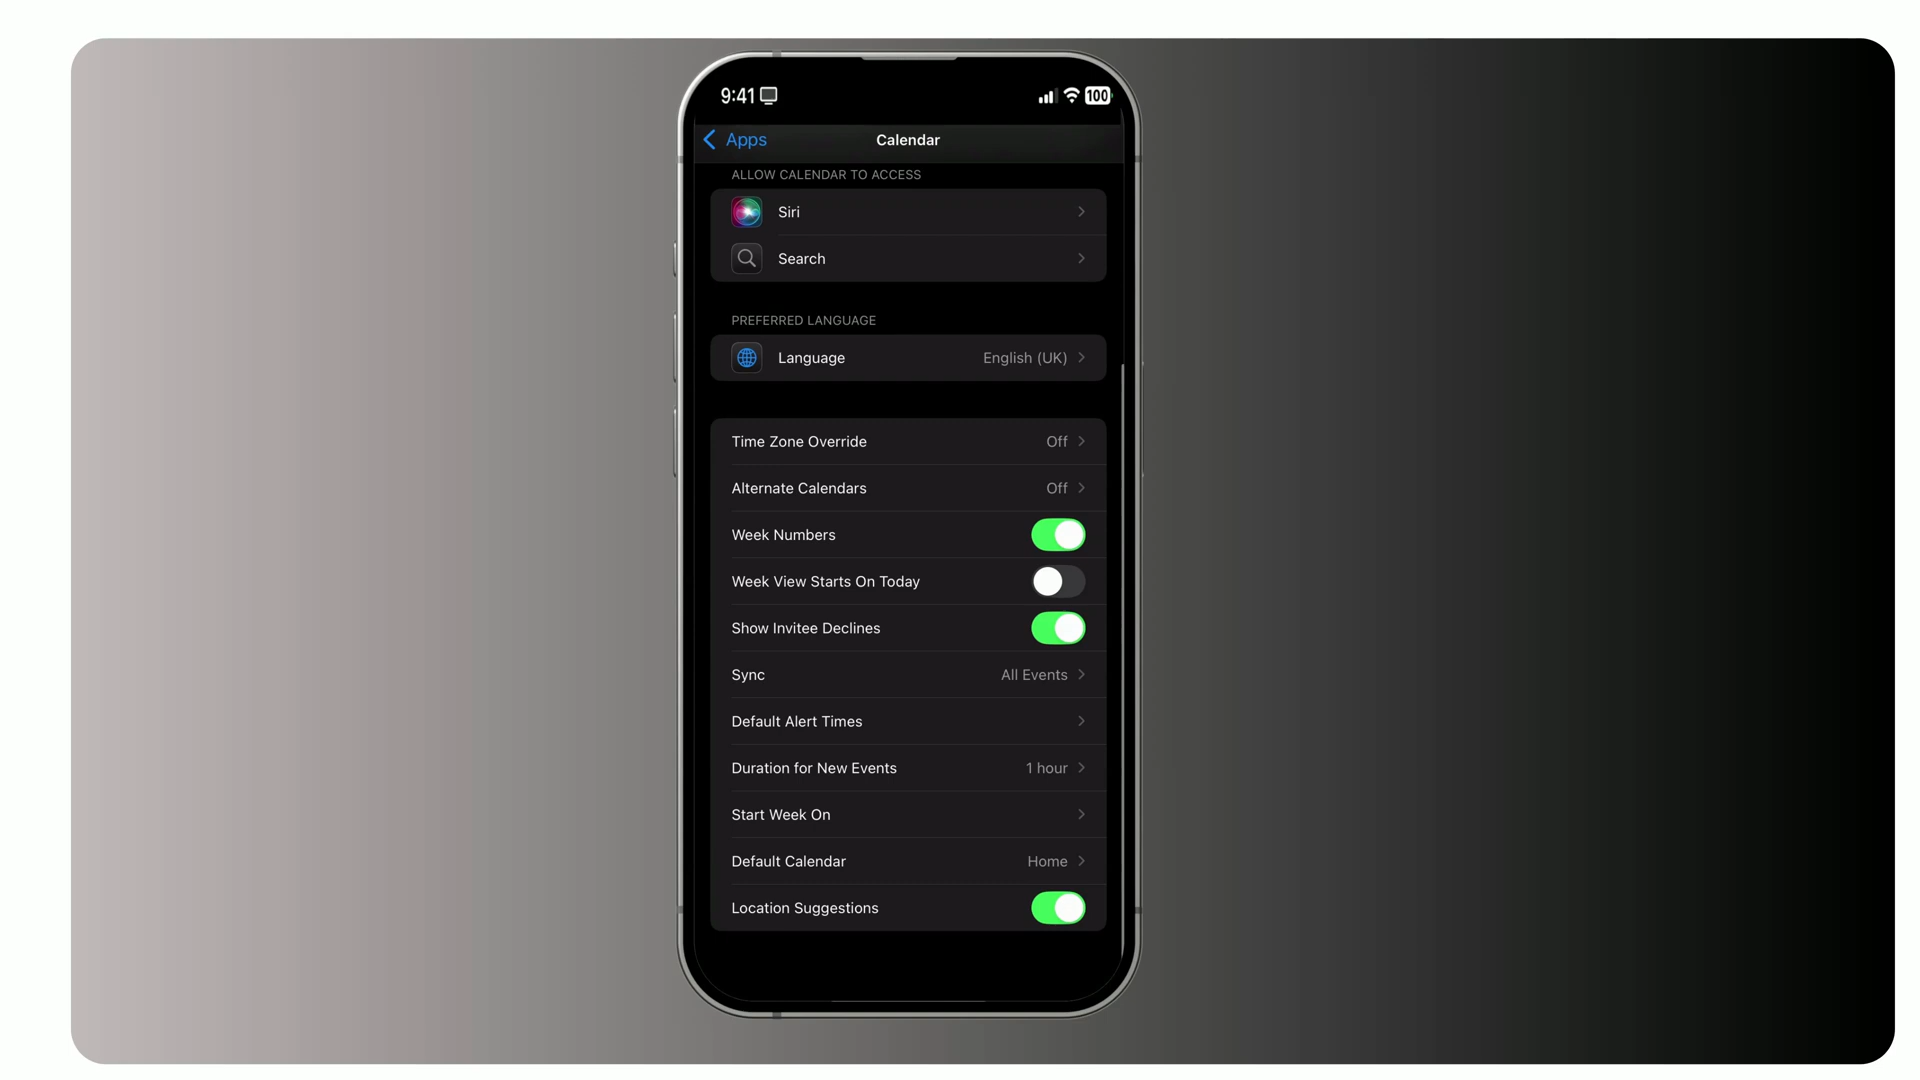 9:41
100
Apps
Calendar
ALLOW CALENDAR TO ACCESS
Siri
Search
PREFERRED LANGUAGE
Language English (UK)
Time Zone Override Off
Alternate Calendars Off
Week Numbers
Week View Starts On Today
Show Invitee Declines
Sync All Events
Default Alert Times
Duration for New Events 1 hour
Start Week On
Default Calendar Home
Location Suggestions